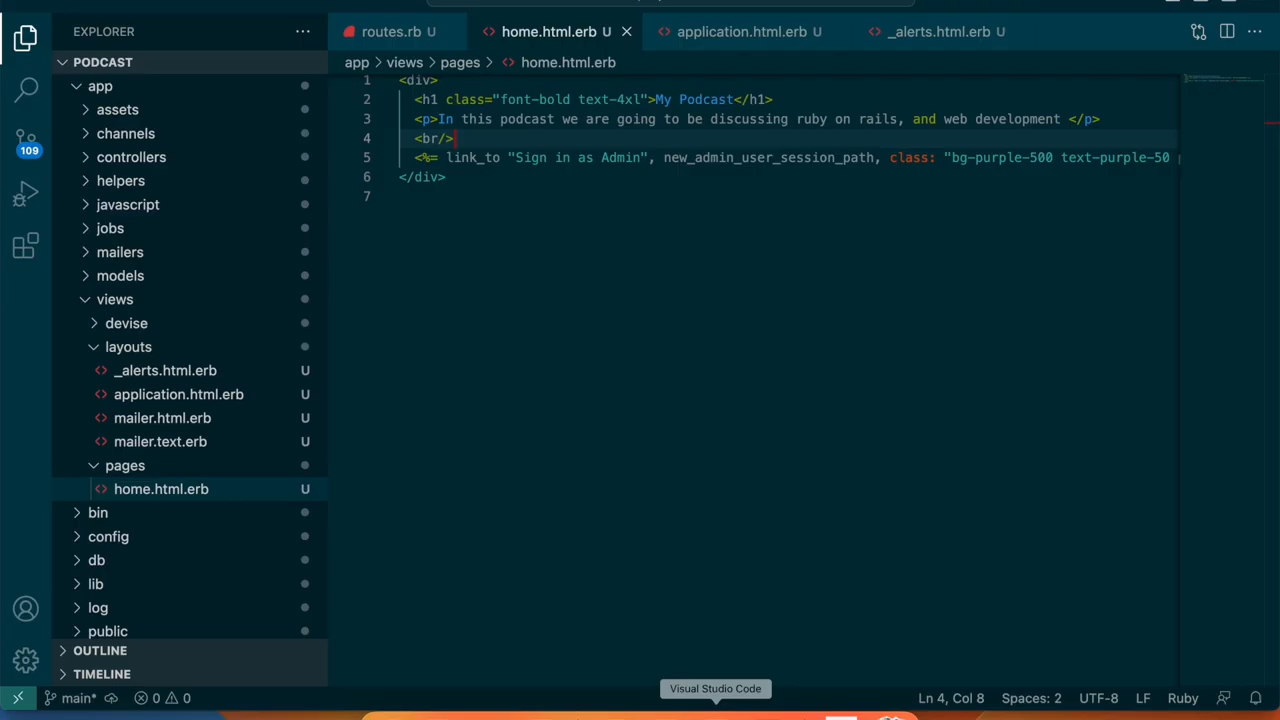 EXPLORER
PODCAST
app
assets
channels
controllers
helpers
javascript
jobs
mailers
models
views
devise
layouts
_alerts.html.erb U
application.html.erb U
mailer.html.erb U
mailer.text.erb U
pages
home.html.erb U
bin
config
db
lib
log
public
OUTLINE
TIMELINE
109
routes.rb U
home.html.erb U
application.html.erb U
_alerts.html.erb U
app > views > pages > home.html.erb
1 <div>
2 <h1 class="font-bold text-4xl">My Podcast</h1>
3 <p>In this podcast we are going to be discussing ruby on rails, and web development </p>
4 <br/>
5 <%= link_to "Sign in as Admin", new_admin_user_session_path, class: "bg-purple-500 text-purple-50
6 </div>
7
Visual Studio Code
main* 0 0 Ln 4, Col 8 Spaces: 2 UTF-8 LF Ruby